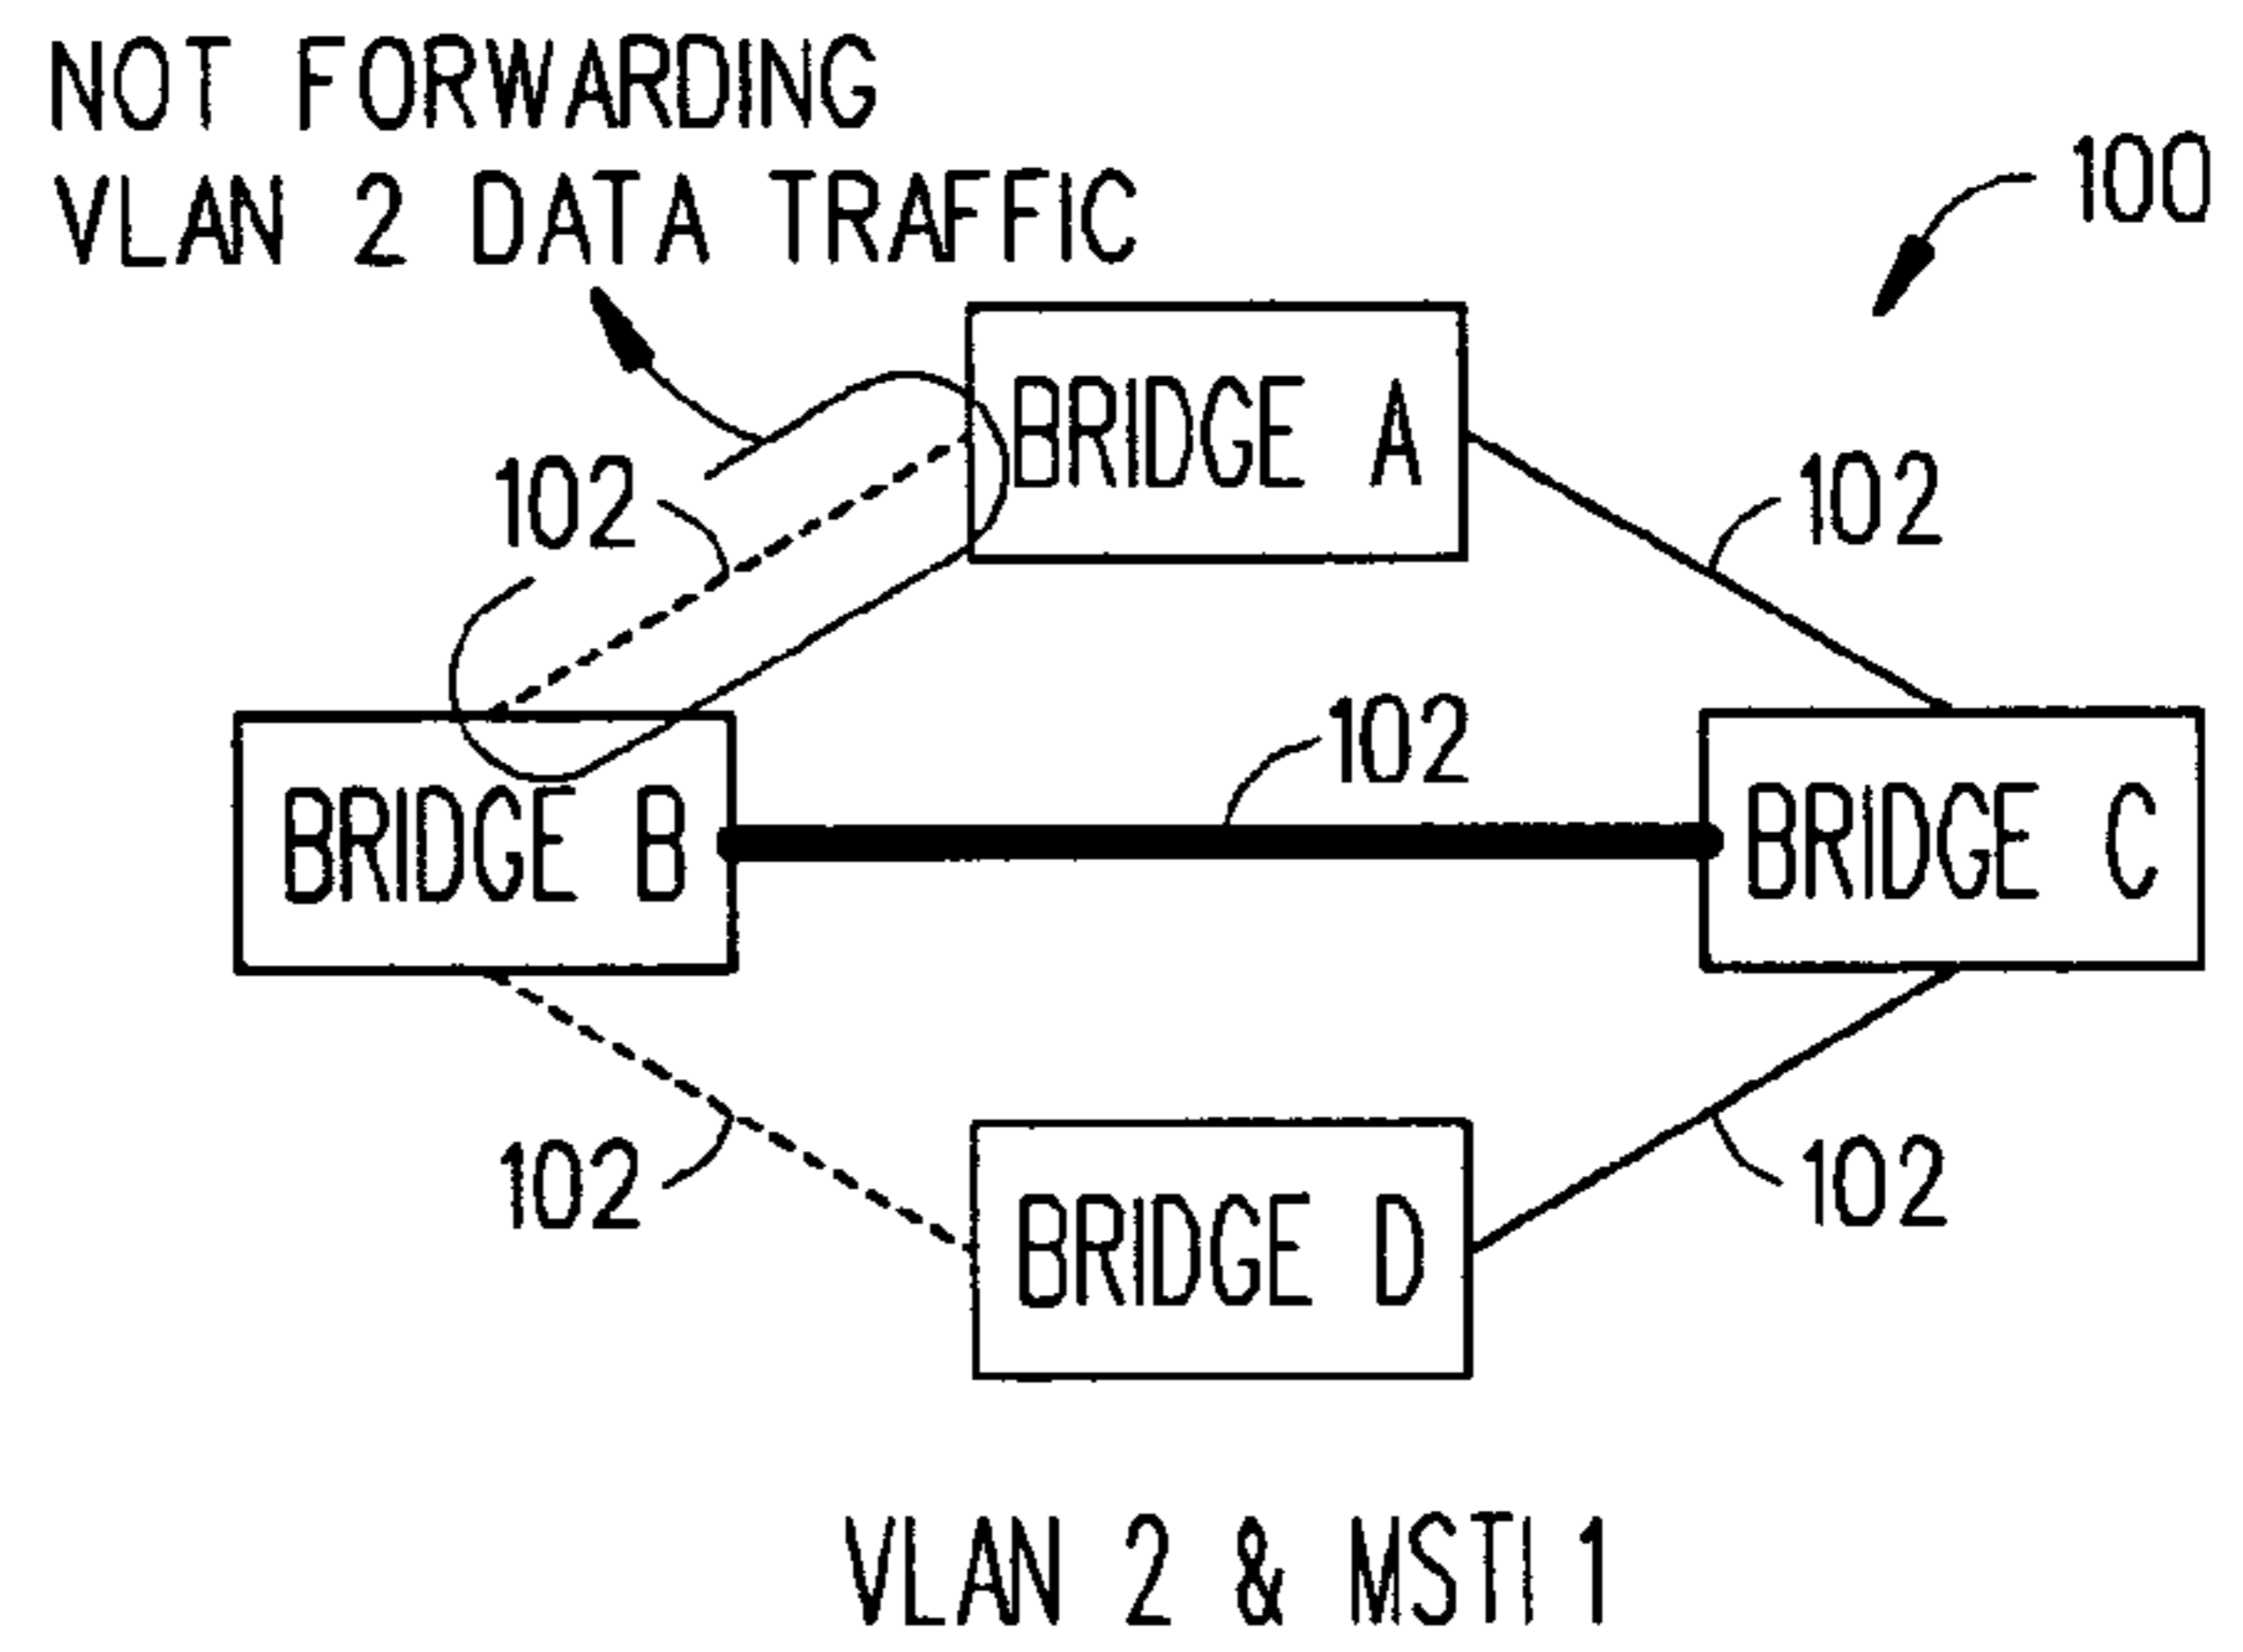 NOT FORWARDING
VLAN 2 DATA TRAFFIC
100
BRIDGE A
102
102
102
BRIDGE B
BRIDGE C
102
102
BRIDGE D
VLAN 2 & MSTI 1